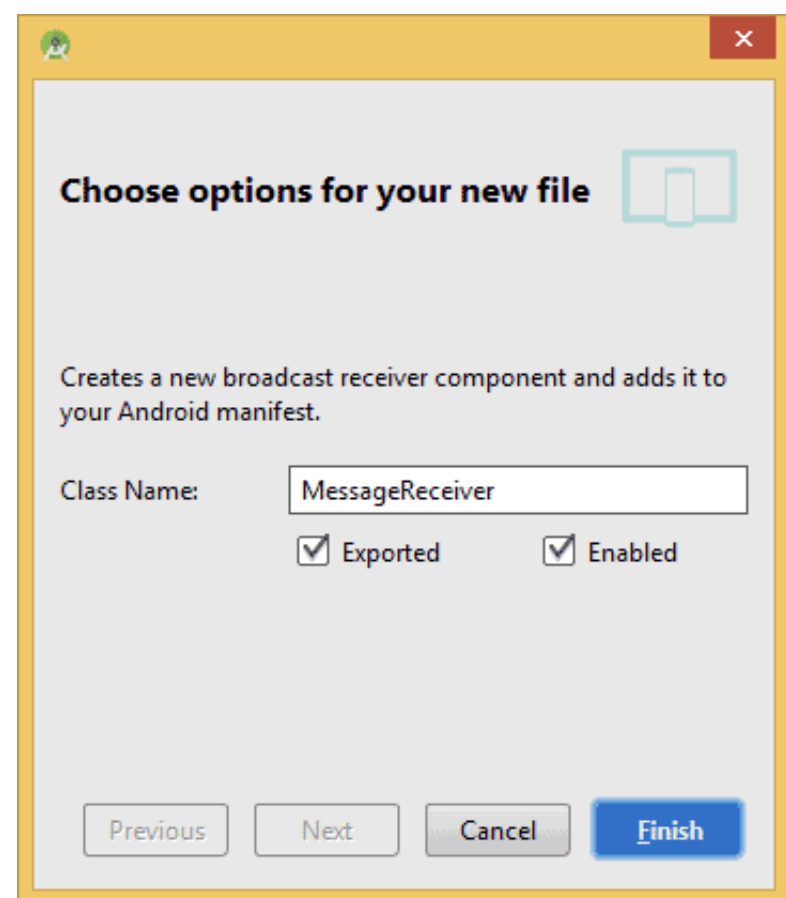 Choose options for your new file
Creates a new broadcast receiver component and adds it to
your Android manifest.
Class Name: MessageReceiver
Exported Enabled
Previous Next Cancel Finish